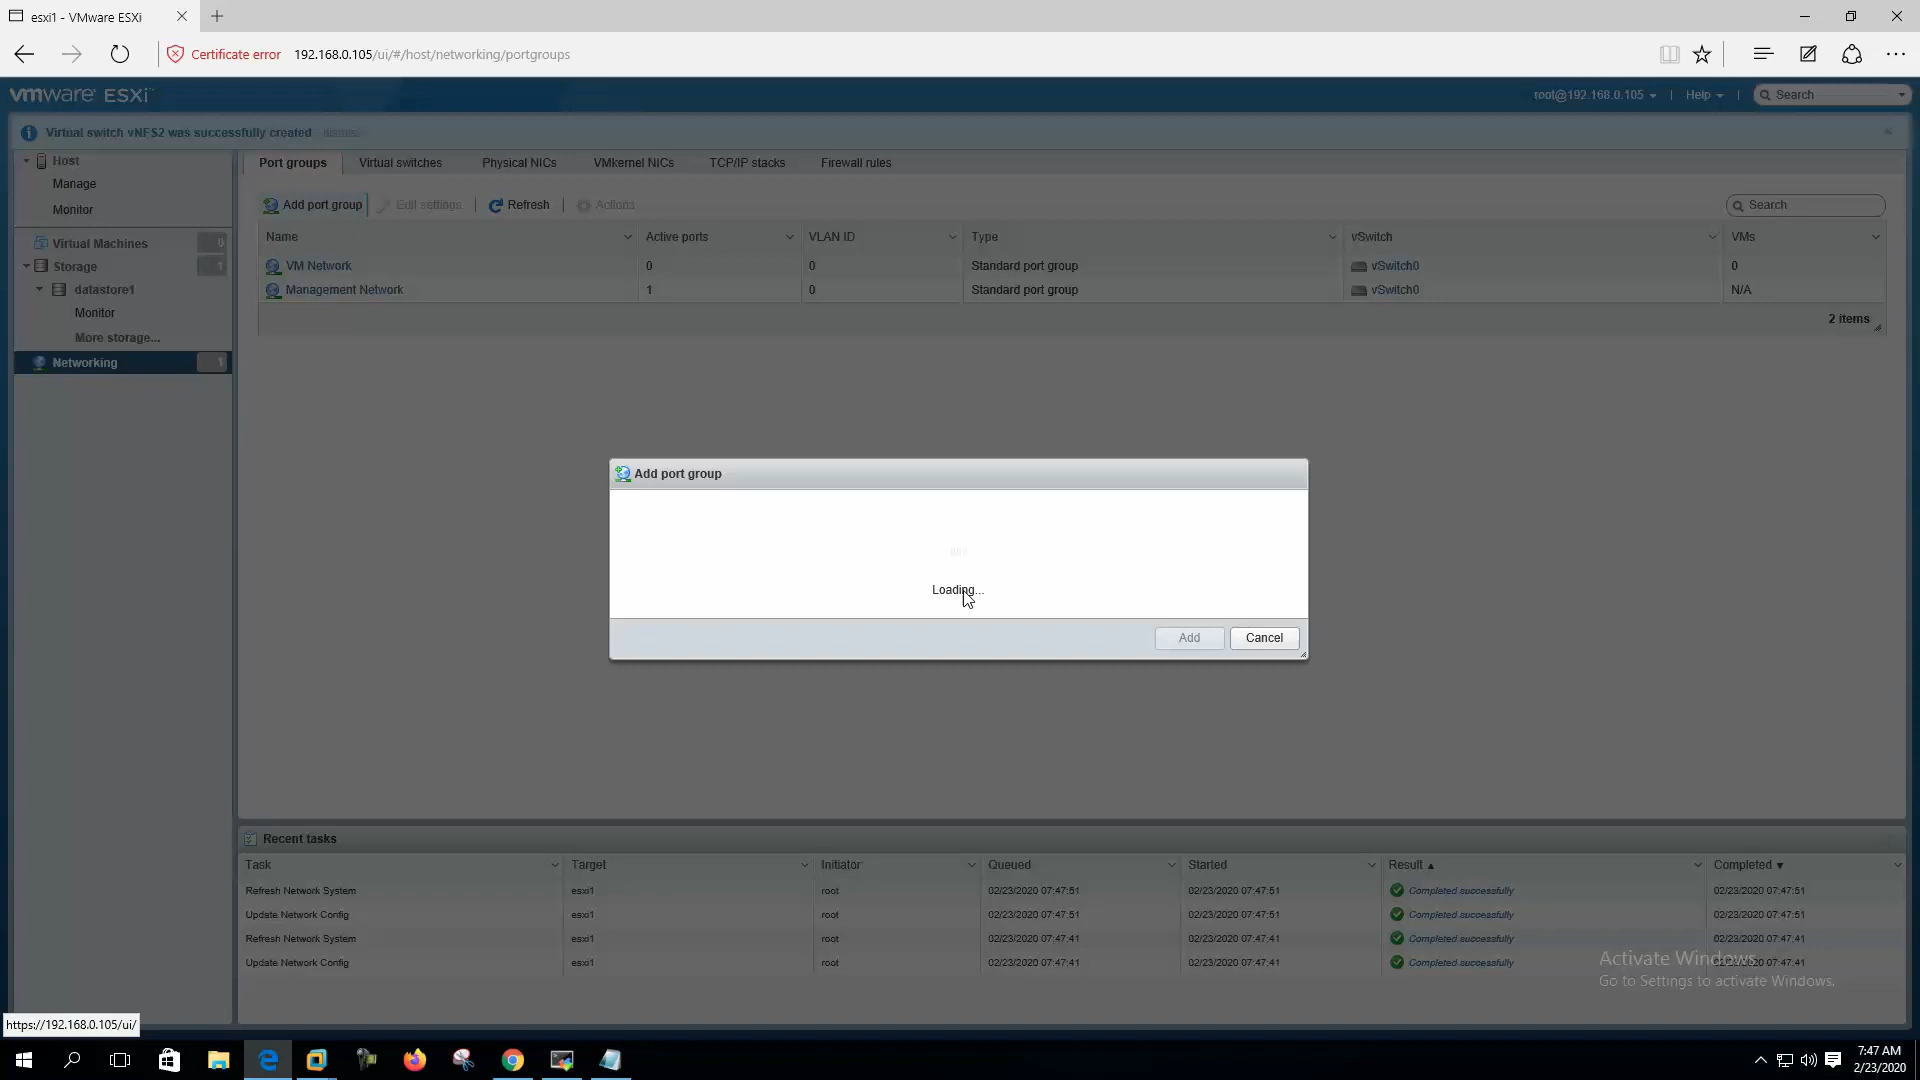 esxi1 - VMware ESXi
Certificate error 192.168.0.105/ui/#/host/networking/portgroups
vmware ESXi
root@192.168.0.105 | Help | Search
Virtual switch vNFS2 was successfully created dismiss
Host
Manage
Monitor
Virtual Machines 0
Storage 1
datastore1
Monitor
More storage...
Networking 1
Port groups Virtual switches Physical NICs VMkernel NICs TCP/IP stacks Firewall rules
Add port group Edit settings | Refresh | Actions Search
Name Active ports VLAN ID Type vSwitch VMs
VM Network 0 0 Standard port group vSwitch0 0
Management Network 1 0 Standard port group vSwitch0 N/A
2 items
Add port group
Loading...
Add Cancel
Recent tasks
Task Target Initiator Queued Started Result Completed
Refresh Network System esxi1 root 02/23/2020 07:47:51 02/23/2020 07:47:51 Completed successfully 02/23/2020 07:47:51
Update Network Config esxi1 root 02/23/2020 07:47:51 02/23/2020 07:47:51 Completed successfully 02/23/2020 07:47:51
Refresh Network System esxi1 root 02/23/2020 07:47:41 02/23/2020 07:47:41 Completed successfully 02/23/2020 07:47:41
Update Network Config esxi1 root 02/23/2020 07:47:41 02/23/2020 07:47:41 Completed successfully 02/23/2020 07:47:41
Activate Windows
Go to Settings to activate Windows.
https://192.168.0.105/ui/
7:47 AM
2/23/2020